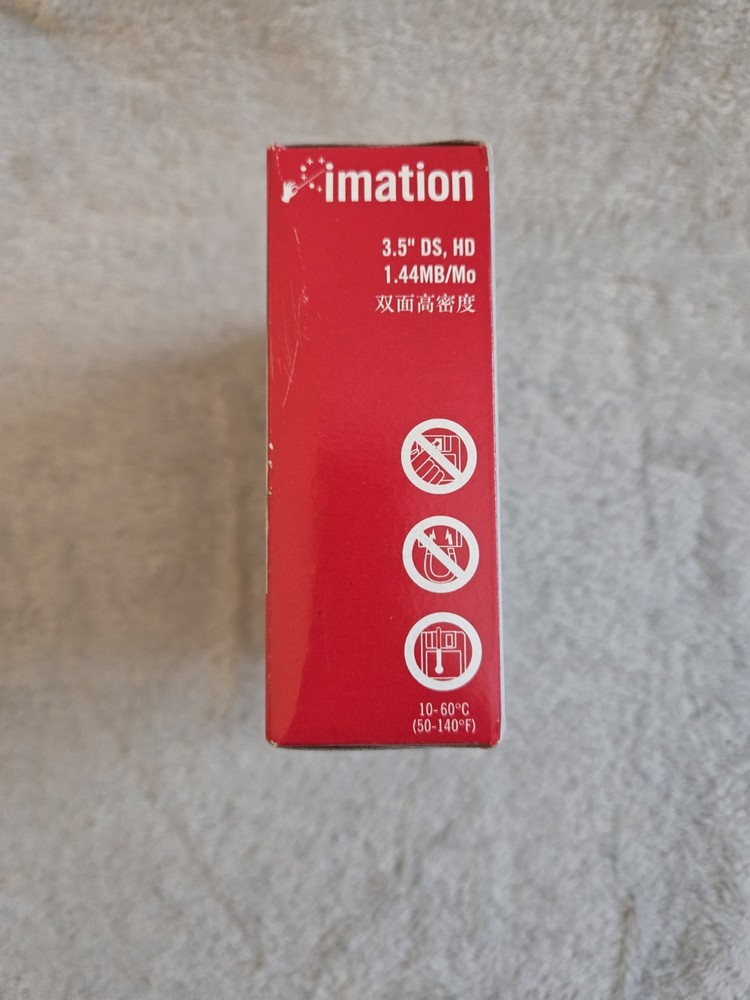 imation
3.5" DS, HD
1.44MB/Mo
双面高密度
10-60°C
(50-140°F)